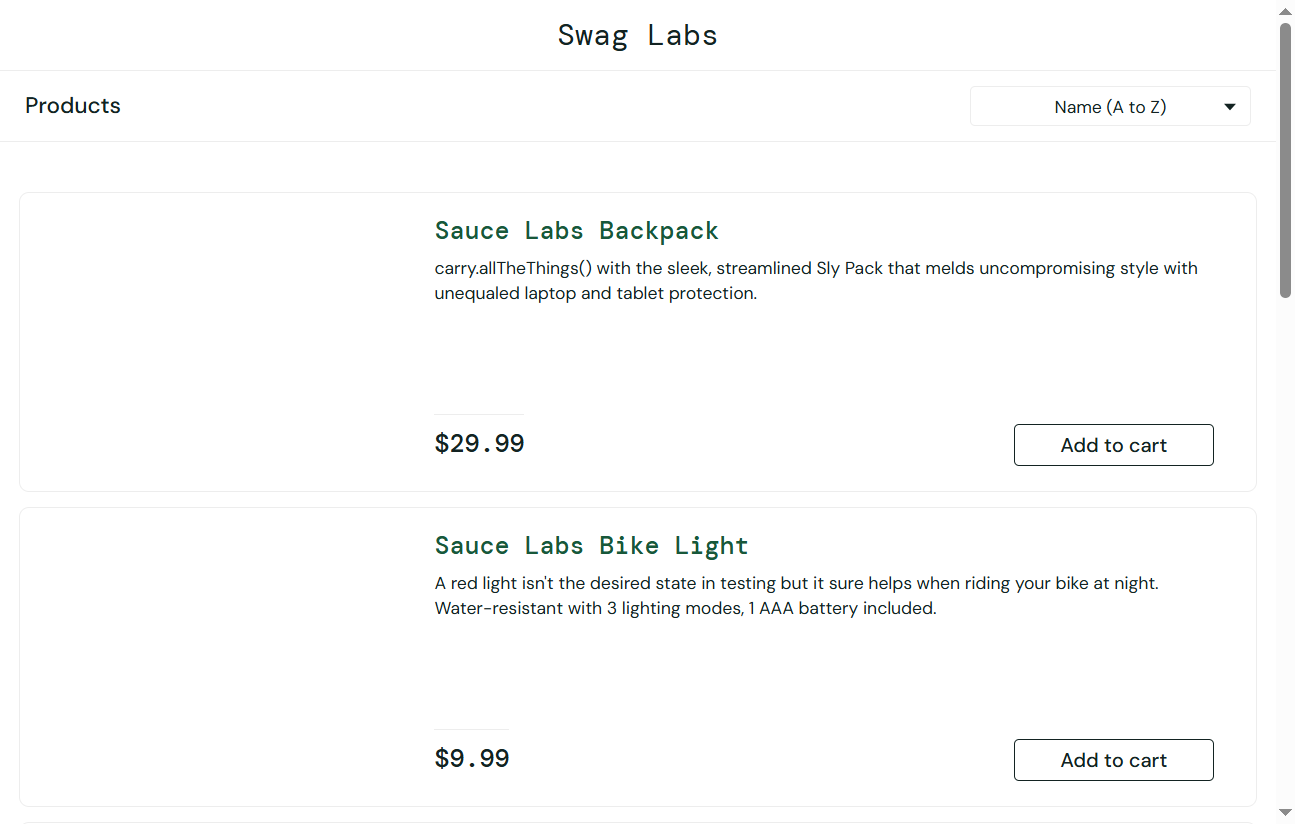 Swag Labs
Products
Name (A to Z)
Sauce Labs Backpack
carry.allTheThings() with the sleek, streamlined Sly Pack that melds uncompromising style with
unequaled laptop and tablet protection.
$29.99
Add to cart
Sauce Labs Bike Light
A red light isn't the desired state in testing but it sure helps when riding your bike at night.
Water-resistant with 3 lighting modes, 1 AAA battery included.
$9.99
Add to cart